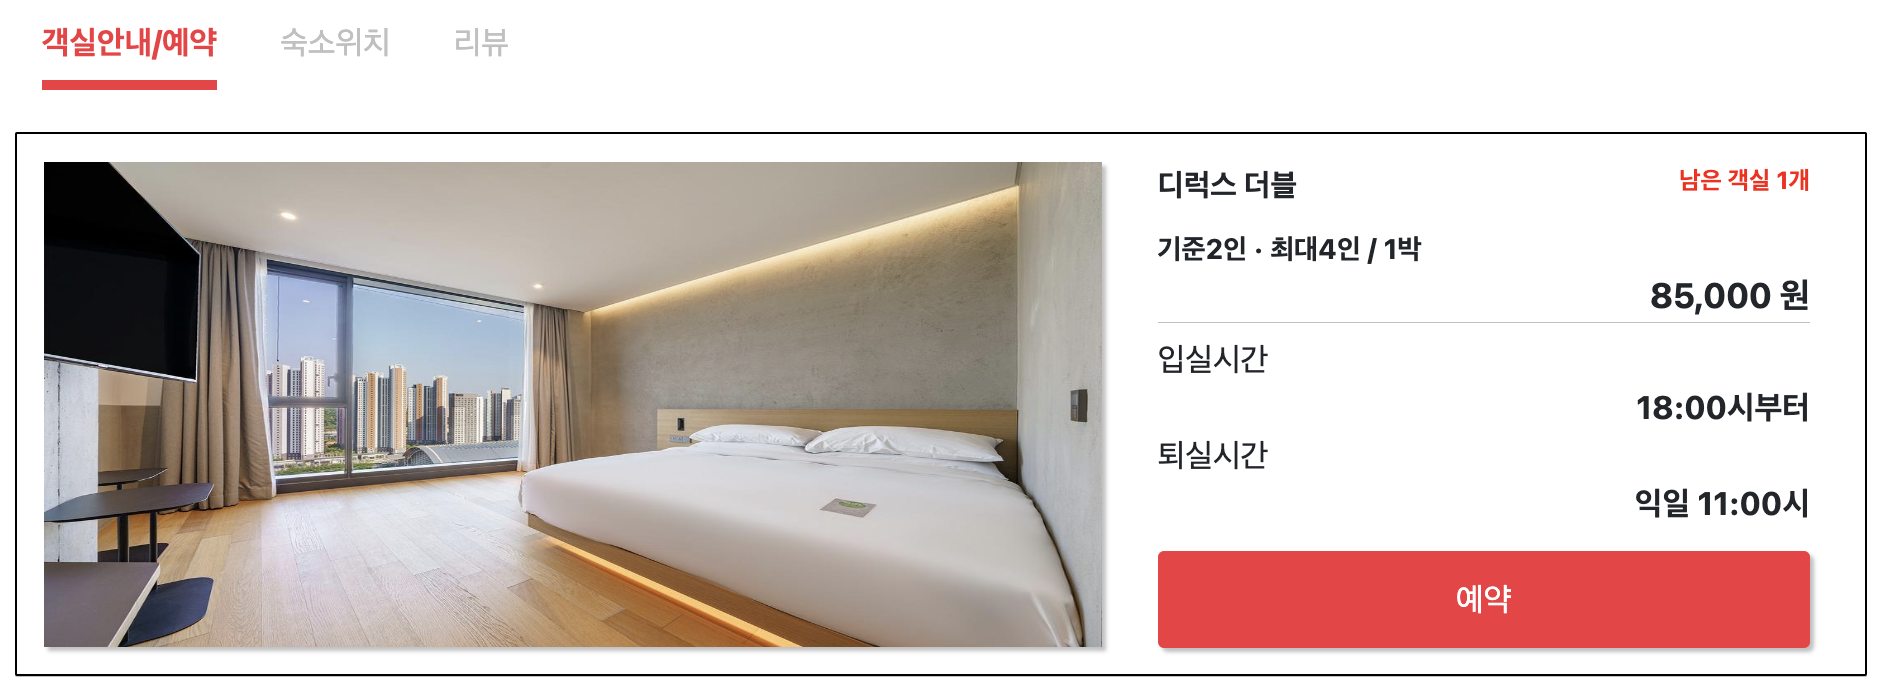 객실안내/예약 숙소위치 리뷰
디럭스 더블 남은 객실 1개
기준2인 · 최대4인 / 1박
85,000 원
입실시간
18:00시부터
퇴실시간
익일 11:00시
예약